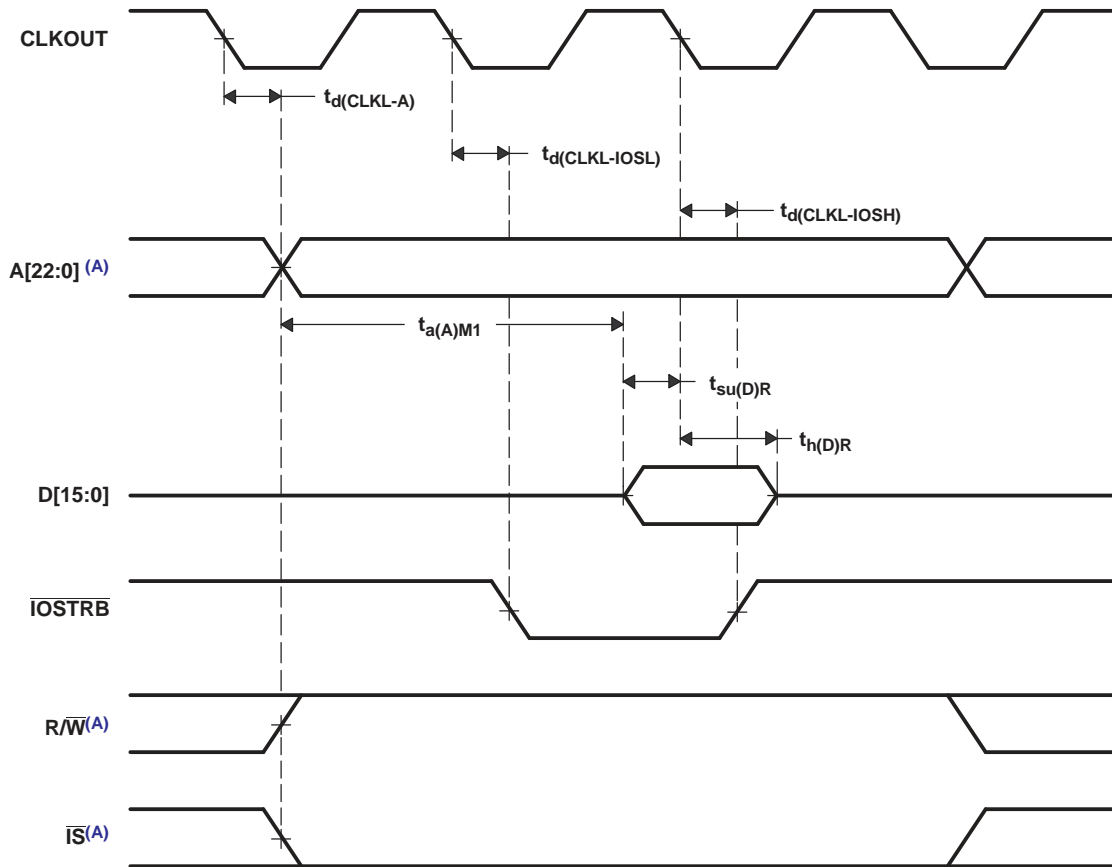 CLKOUT
td(CLKL-A)
td(CLKL-IOSL)
td(CLKL-IOSH)
A[22:0] (A)
ta(A)M1
tsu(D)R
th(D)R
D[15:0]
IOSTRB
R/W(A)
IS(A)